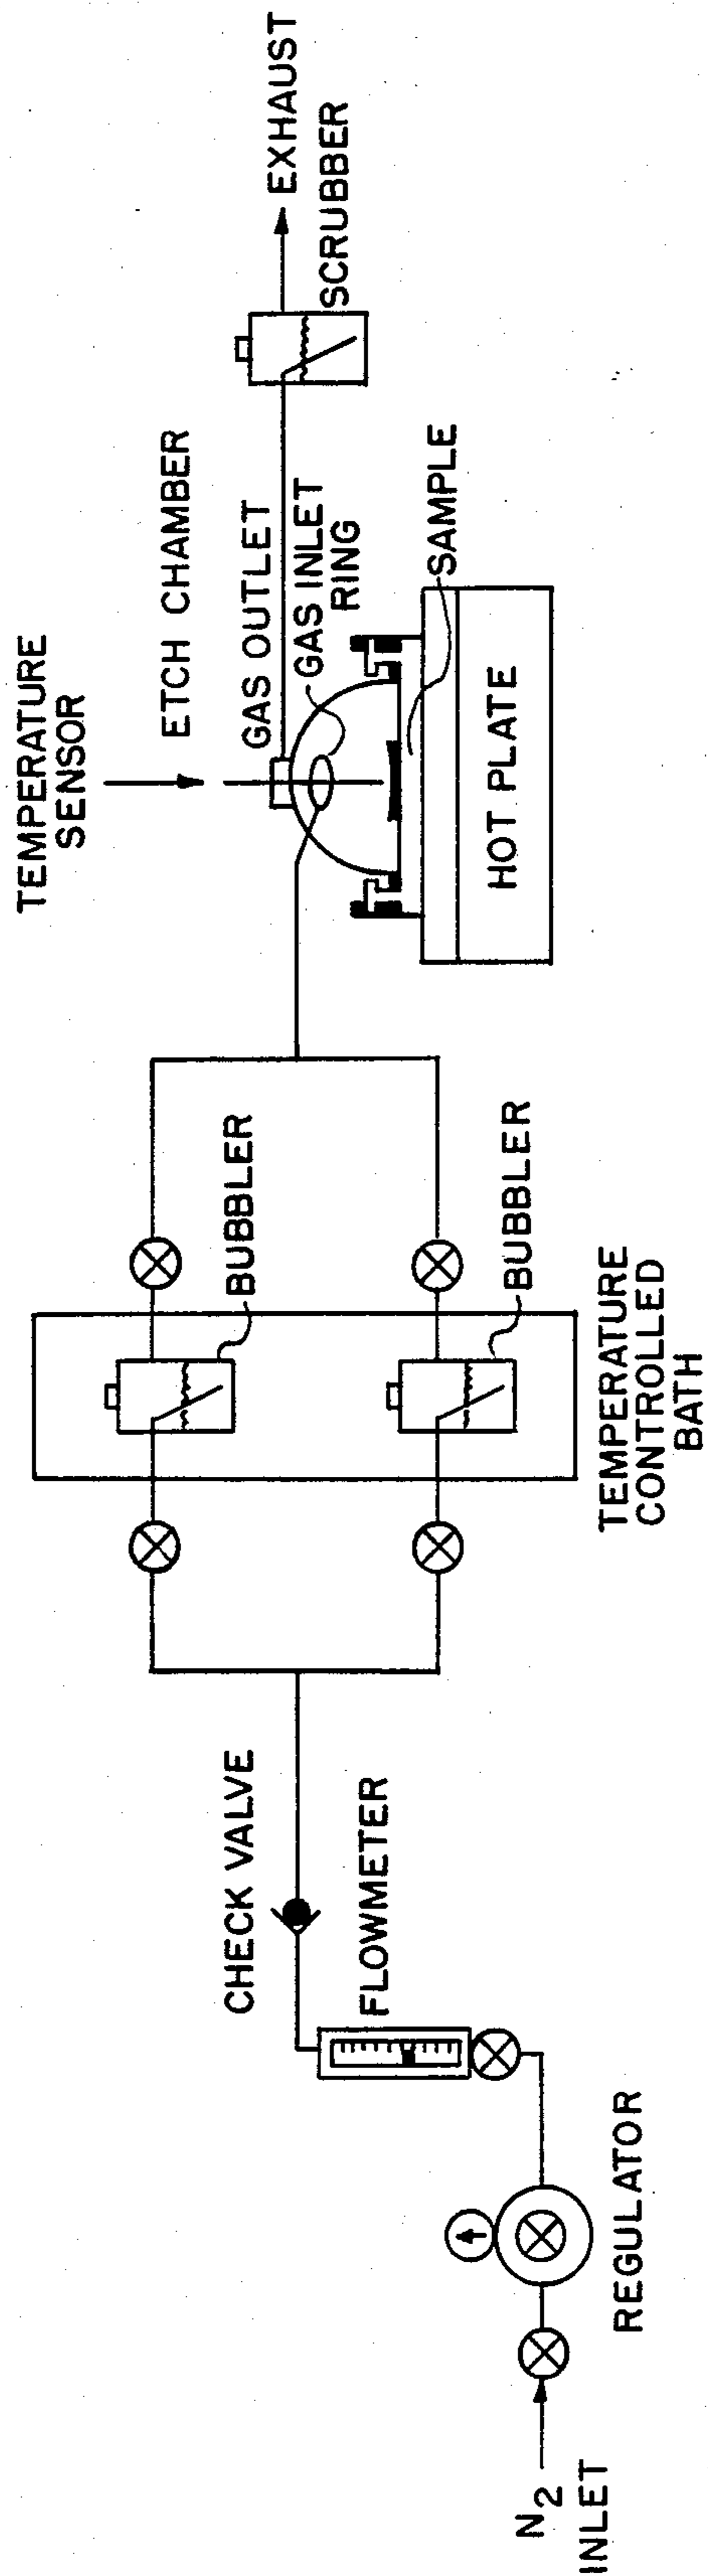 N2
INLET
REGULATOR
FLOWMETER
CHECK VALVE
BUBBLER
BUBBLER
TEMPERATURE
CONTROLLED
BATH
TEMPERATURE
SENSOR
ETCH CHAMBER
GAS OUTLET
GAS INLET
RING
SAMPLE
HOT PLATE
EXHAUST
SCRUBBER